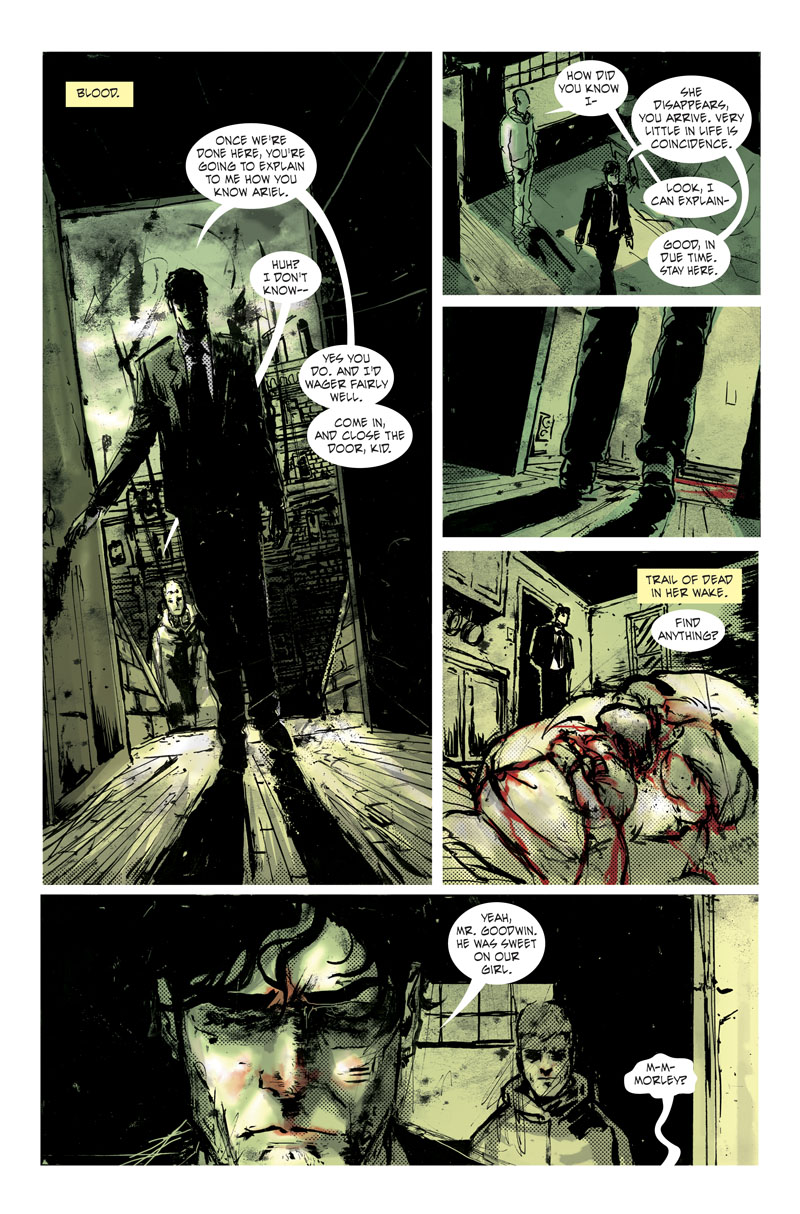 BLOOD.
ONCE WE'RE
DONE HERE, YOU'RE
GOING TO EXPLAIN
TO ME HOW YOU
KNOW ARIEL.
HUH?
I DON'T
KNOW--
YES YOU
DO. AND I'D
WAGER FAIRLY
WELL.
COME IN,
AND CLOSE THE
DOOR, KID.
HOW DID
YOU KNOW
I-
SHE
DISAPPEARS,
YOU ARRIVE. VERY
LITTLE IN LIFE IS
COINCIDENCE.
LOOK, I
CAN EXPLAIN-
GOOD, IN
DUE TIME.
STAY HERE.
TRAIL OF DEAD
IN HER WAKE.
FIND
ANYTHING?
YEAH,
MR. GOODWIN.
HE WAS SWEET
ON OUR
GIRL.
M-M-
MORLEY?